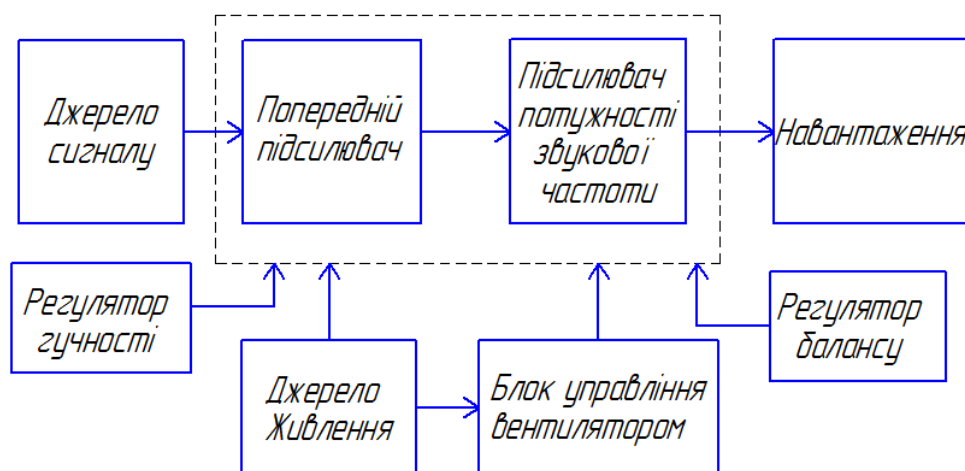 Джерело
сигналу
Попередній
підсилювач
Підсилювач
потужності
звукової
частоти
Навантаження
Регулятор
гучності
Джерело
Живлення
Блок управління
вентилятором
Регулятор
балансу